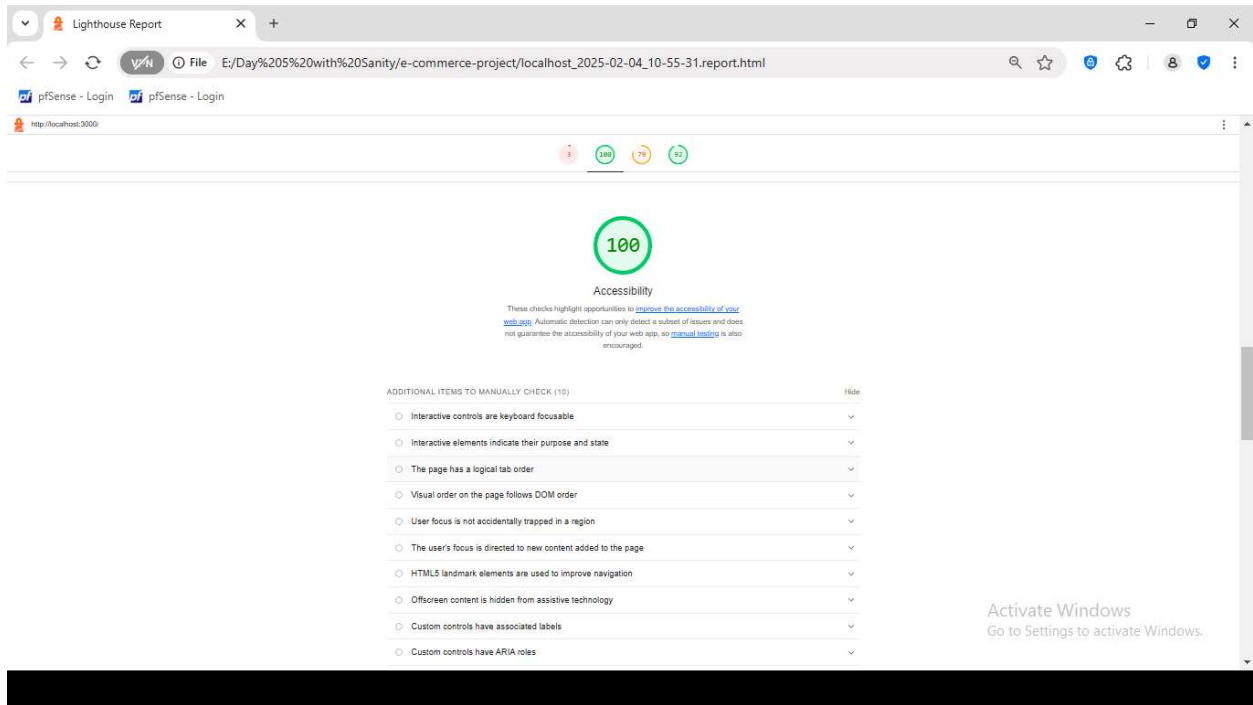 Lighthouse Report
VPN
File
E:/Day%205%20with%20Sanity/e-commerce-project/localhost_2025-02-04_10-55-31.report.html
pfSense - Login
pfSense - Login
http://localhost:3000/
3
100
79
92
100
Accessibility
These checks highlight opportunities to improve the accessibility of your
web app. Automatic detection can only detect a subset of issues and does
not guarantee the accessibility of your web app, so manual testing is also
encouraged.
ADDITIONAL ITEMS TO MANUALLY CHECK (10)
Hide
Interactive controls are keyboard focusable
Interactive elements indicate their purpose and state
The page has a logical tab order
Visual order on the page follows DOM order
User focus is not accidentally trapped in a region
The user's focus is directed to new content added to the page
HTML5 landmark elements are used to improve navigation
Offscreen content is hidden from assistive technology
Custom controls have associated labels
Custom controls have ARIA roles
Activate Windows
Go to Settings to activate Windows.